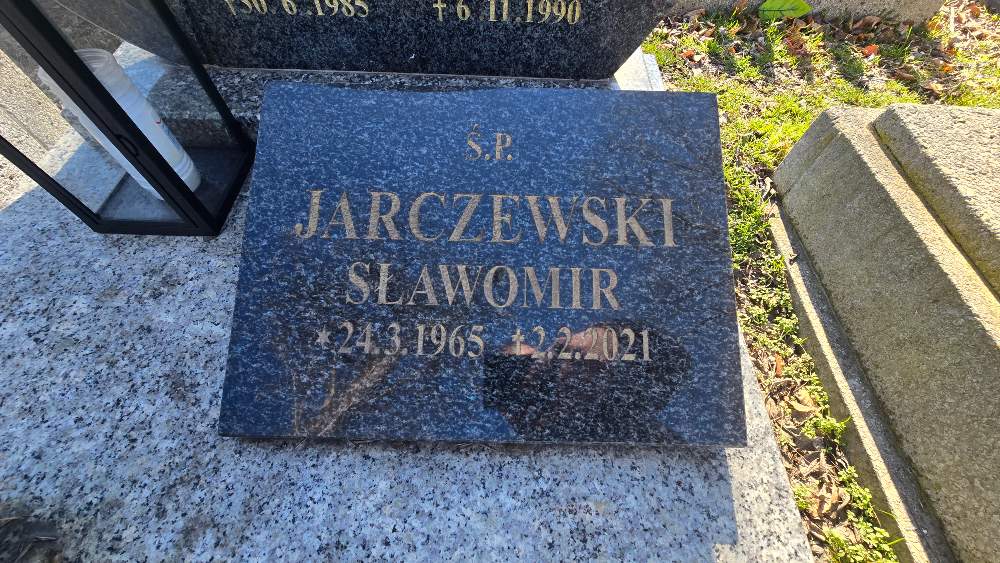 †30.6.1985 †6.11.1990
Ś.P.
JARCZEWSKI
SŁAWOMIR
*24.3.1965 †2.2.2021